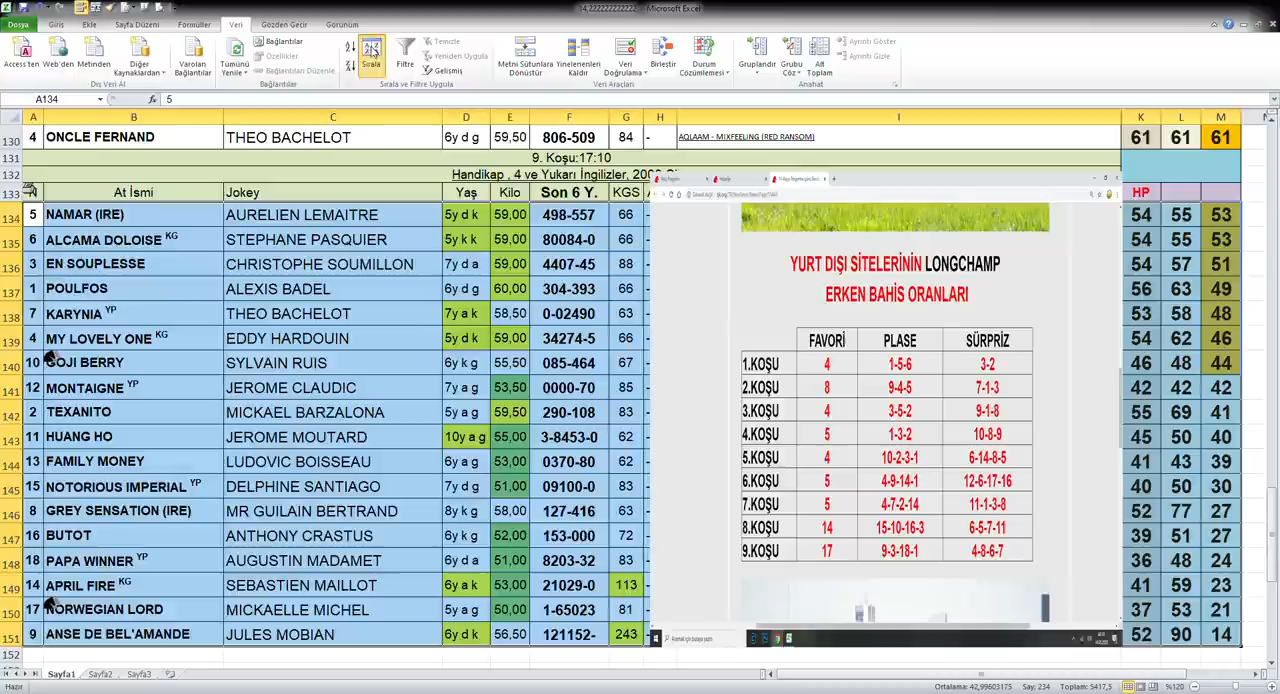 14,222222222222 - Microsoft Excel
Dosya Giriş Ekle Sayfa Düzeni Formüller Veri Gözden Geçir Görünüm
Access'ten Web'den Metinden Diğer Kaynaklardan Varolan Bağlantılar Tümünü Yenile Bağlantılar Özellikler Bağlantıları Düzenle Sırala Filtre Temizle Yeniden Uygula Gelişmiş Metni Sütunlara Dönüştür Yinelenenleri Kaldır Veri Doğrulama Birleştir Durum Çözümlemesi Gruplandır Grubu Çöz Alt Toplam Ayrıntı Göster Ayrıntı Gizle
Dış Veri Al Bağlantılar Sırala ve Filtre Uygula Veri Araçları Anahat
A134 fx 5
A B C D E F G H I K L M
130 4 ONCLE FERNAND THEO BACHELOT 6y d g 59,50 806-509 84 - AQLAAM - MIXFEELING (RED RANSOM) 61 61 61
131 9. Koşu:17:10
132 Handikap , 4 ve Yukarı İngilizler,
133 At İsmi Jokey Yaş Kilo Son 6 Y. KGS HP
134 5 NAMAR (IRE) AURELIEN LEMAITRE 5y d k 59,00 498-557 66 54 55 53
135 6 ALCAMA DOLOISE KG STEPHANE PASQUIER 5y k k 59,00 80084-0 66 - 54 55 53
136 3 EN SOUPLESSE CHRISTOPHE SOUMILLON 7y d a 59,00 4407-45 88 - 54 57 51
137 1 POULFOS ALEXIS BADEL 6y d g 60,00 304-393 66 - 56 63 49
138 7 KARYNIA YP THEO BACHELOT 7y a k 58,50 0-02490 63 - 53 58 48
139 4 MY LOVELY ONE KG EDDY HARDOUIN 5y d k 59,00 34274-5 66 - 54 62 46
140 10 GOJI BERRY SYLVAIN RUIS 6y k g 55,50 085-464 67 - 46 48 44
141 12 MONTAIGNE YP JEROME CLAUDIC 7y a g 53,50 0000-70 85 - 42 42 42
142 2 TEXANITO MICKAEL BARZALONA 5y a g 59,50 290-108 83 - 55 69 41
143 11 HUANG HO JEROME MOUTARD 10y a g 55,00 3-8453-0 62 - 45 50 40
144 13 FAMILY MONEY LUDOVIC BOISSEAU 6y a g 53,00 0370-80 62 - 41 43 39
145 15 NOTORIOUS IMPERIAL YP DELPHINE SANTIAGO 7y d g 51,00 09100-0 83 - 40 50 30
146 8 GREY SENSATION (IRE) MR GUILAIN BERTRAND 8y k g 58,00 127-416 63 - 52 77 27
147 16 BUTOT ANTHONY CRASTUS 6y k g 52,00 153-000 72 - 39 51 27
148 18 PAPA WINNER YP AUGUSTIN MADAMET 6y d a 51,00 8203-32 83 - 36 48 24
149 14 APRIL FIRE KG SEBASTIEN MAILLOT 6y a k 53,00 21029-0 113 - 41 59 23
150 17 NORWEGIAN LORD MICKAELLE MICHEL 5y a g 50,00 1-65023 81 - 37 53 21
151 9 ANSE DE BEL'AMANDE JULES MOBIAN 6y d k 56,50 121152- 243 - 52 90 14
152
YURT DIŞI SİTELERİNİN LONGCHAMP
ERKEN BAHİS ORANLARI
FAVORİ PLASE SÜRPRİZ
1.KOŞU 4 1-5-6 3-2
2.KOŞU 8 9-4-5 7-1-3
3.KOŞU 4 3-5-2 9-1-8
4.KOŞU 5 1-3-2 10-8-9
5.KOŞU 4 10-2-3-1 6-14-8-5
6.KOŞU 5 4-9-14-1 12-6-17-16
7.KOŞU 5 4-7-2-14 11-1-3-8
8.KOŞU 14 15-10-16-3 6-5-7-11
9.KOŞU 17 9-3-18-1 4-8-6-7
Aramak için buraya yazın
Sayfa1 Sayfa2 Sayfa3
Hazır Ortalama: 42,99603175 Say: 234 Toplam: 5417,5 %120